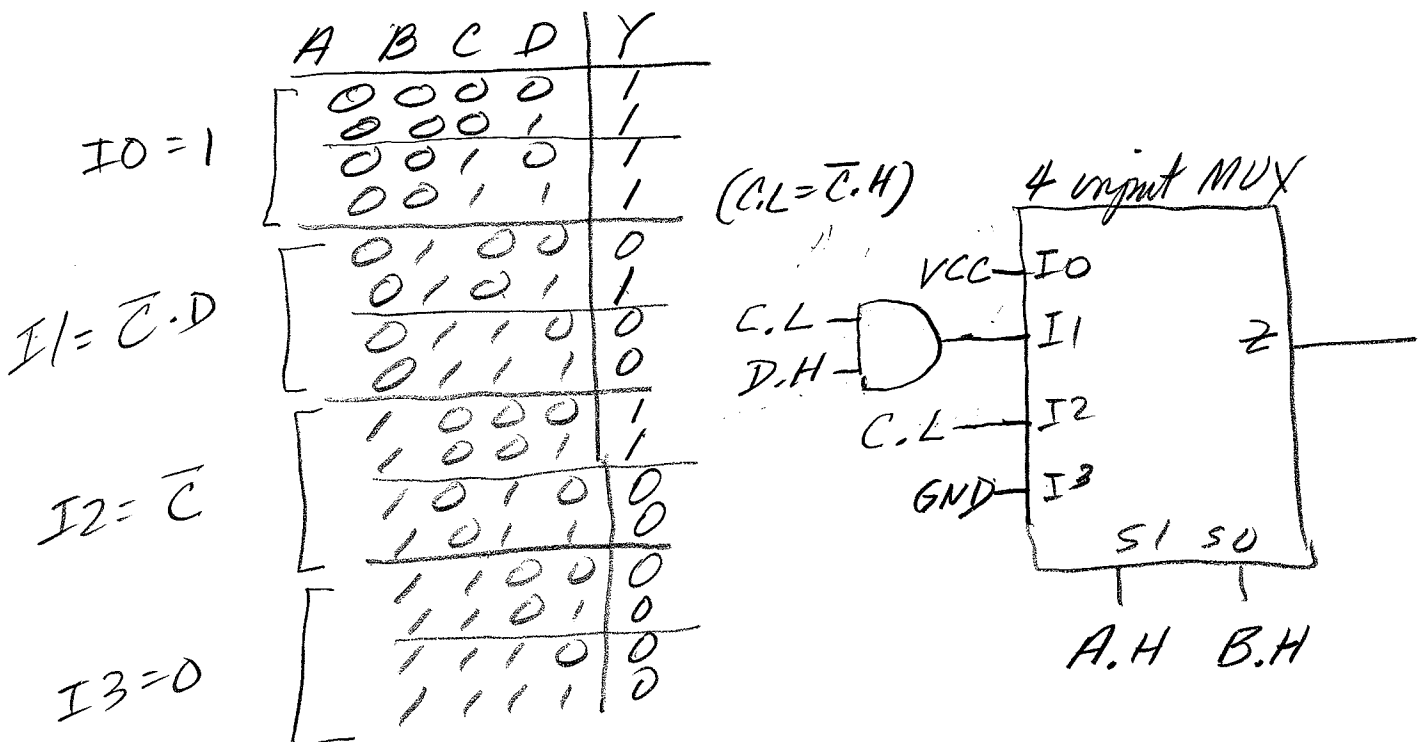 A B C D Y
0 0 0 0 1
0 0 0 1 1
0 0 1 0 1
0 0 1 1 1
0 1 0 0 0
0 1 0 1 1
0 1 1 0 0
0 1 1 1 0
1 0 0 0 1
1 0 0 1 1
1 0 1 0 0
1 0 1 1 0
1 1 0 0 0
1 1 0 1 0
1 1 1 0 0
1 1 1 1 0
I0 = 1
I1 = C̅·D
I2 = C̅
I3 = 0
(C.L = C̅.H)
4 input MUX
VCC I0
C.L
D.H
I1
Z
C.L I2
GND I3
S1 S0
A.H B.H